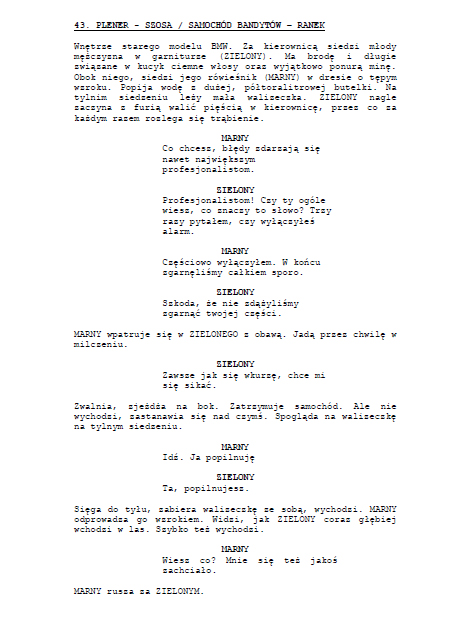 43. PLENER – SZOSA / SAMOCHÓD BANDYTÓW – RANEK
Wnętrze starego modelu BMW. Za kierownicą siedzi młody
mężczyzna w garniturze (ZIELONY). Ma brodę i długie
związane w kucyk ciemne włosy oraz wyjątkowo ponurą minę.
Obok niego, siedzi jego rówieśnik (MARNY) w dresie o tępym
wzroku. Popija wodę z dużej, półtoralitrowej butelki. Na
tylnim siedzeniu leży mała walizeczka. ZIELONY nagle
zaczyna z furią walić pięścią w kierownicę, przez co za
każdym razem rozlega się trąbienie.
MARNY
Co chcesz, błędy zdarzają się
nawet największym
profesjonalistom.
ZIELONY
Profesjonalistom! Czy ty ogóle
wiesz, co znaczy to słowo? Trzy
razy pytałem, czy wyłączyłeś
alarm.
MARNY
Częściowo wyłączyłem. W końcu
zgarnęliśmy całkiem sporo.
ZIELONY
Szkoda, że nie zdążyliśmy
zgarnąć twojej części.
MARNY wpatruje się w ZIELONEGO z obawą. Jadą przez chwilę w
milczeniu.
ZIELONY
Zawsze jak się wkurzę, chce mi
się sikać.
Zwalnia, zjeżdża na bok. Zatrzymuje samochód. Ale nie
wychodzi, zastanawia się nad czymś. Spogląda na walizeczkę
na tylnym siedzeniu.
MARNY
Idź. Ja popilnuję
ZIELONY
Ta, popilnujesz.
Sięga do tyłu, zabiera walizeczkę ze sobą, wychodzi. MARNY
odprowadza go wzrokiem. Widzi, jak ZIELONY coraz głębiej
wchodzi w las. Szybko też wychodzi.
MARNY
Wiesz co? Mnie się też jakoś
zachciało.
MARNY rusza za ZIELONYM.